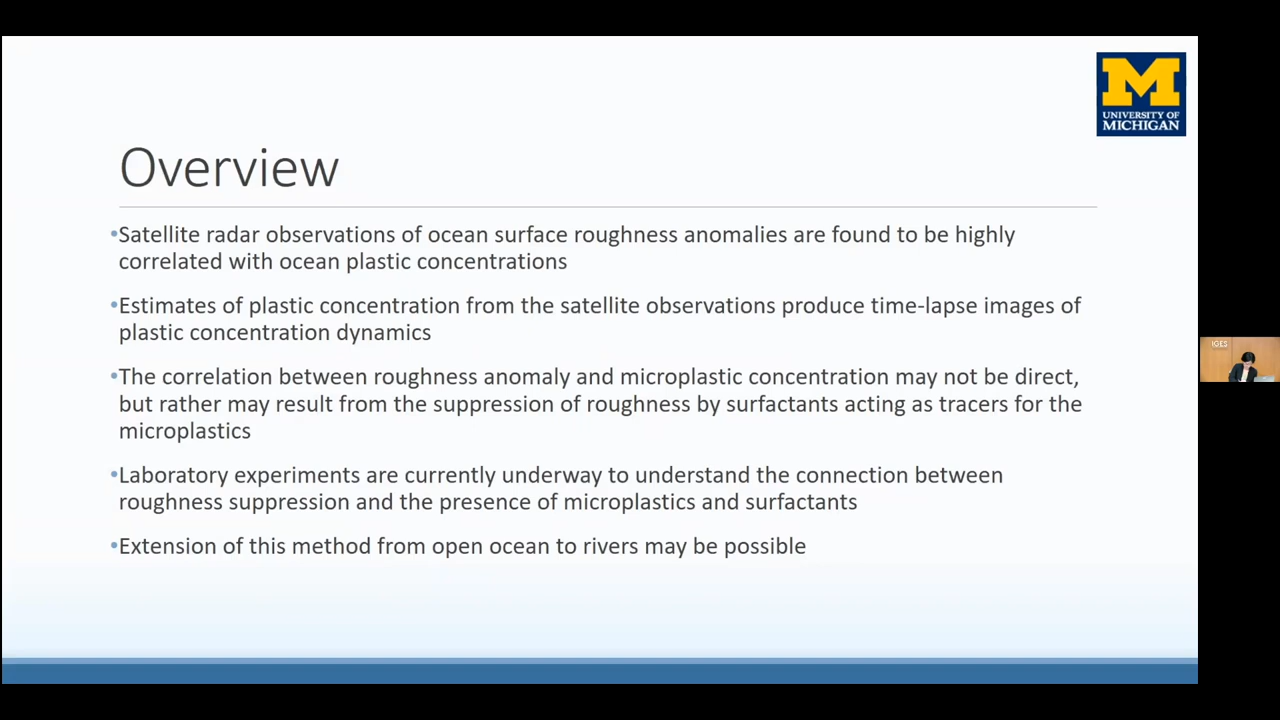 UNIVERSITY OF
MICHIGAN
Overview
•Satellite radar observations of ocean surface roughness anomalies are found to be highly
correlated with ocean plastic concentrations
•Estimates of plastic concentration from the satellite observations produce time-lapse images of
plastic concentration dynamics
•The correlation between roughness anomaly and microplastic concentration may not be direct,
but rather may result from the suppression of roughness by surfactants acting as tracers for the
microplastics
•Laboratory experiments are currently underway to understand the connection between
roughness suppression and the presence of microplastics and surfactants
•Extension of this method from open ocean to rivers may be possible
IGES